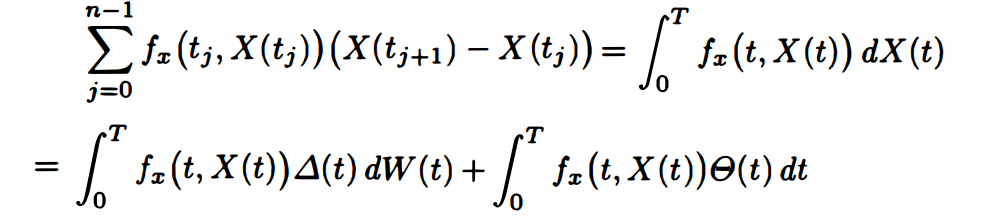 \sum_{j=0}^{n-1} f_x(t_j, X(t_j))(X(t_{j+1}) - X(t_j)) = \int_0^T f_x(t, X(t)) \, dX(t)
= \int_0^T f_x(t, X(t)) \Delta(t) \, dW(t) + \int_0^T f_x(t, X(t)) \Theta(t) \, dt